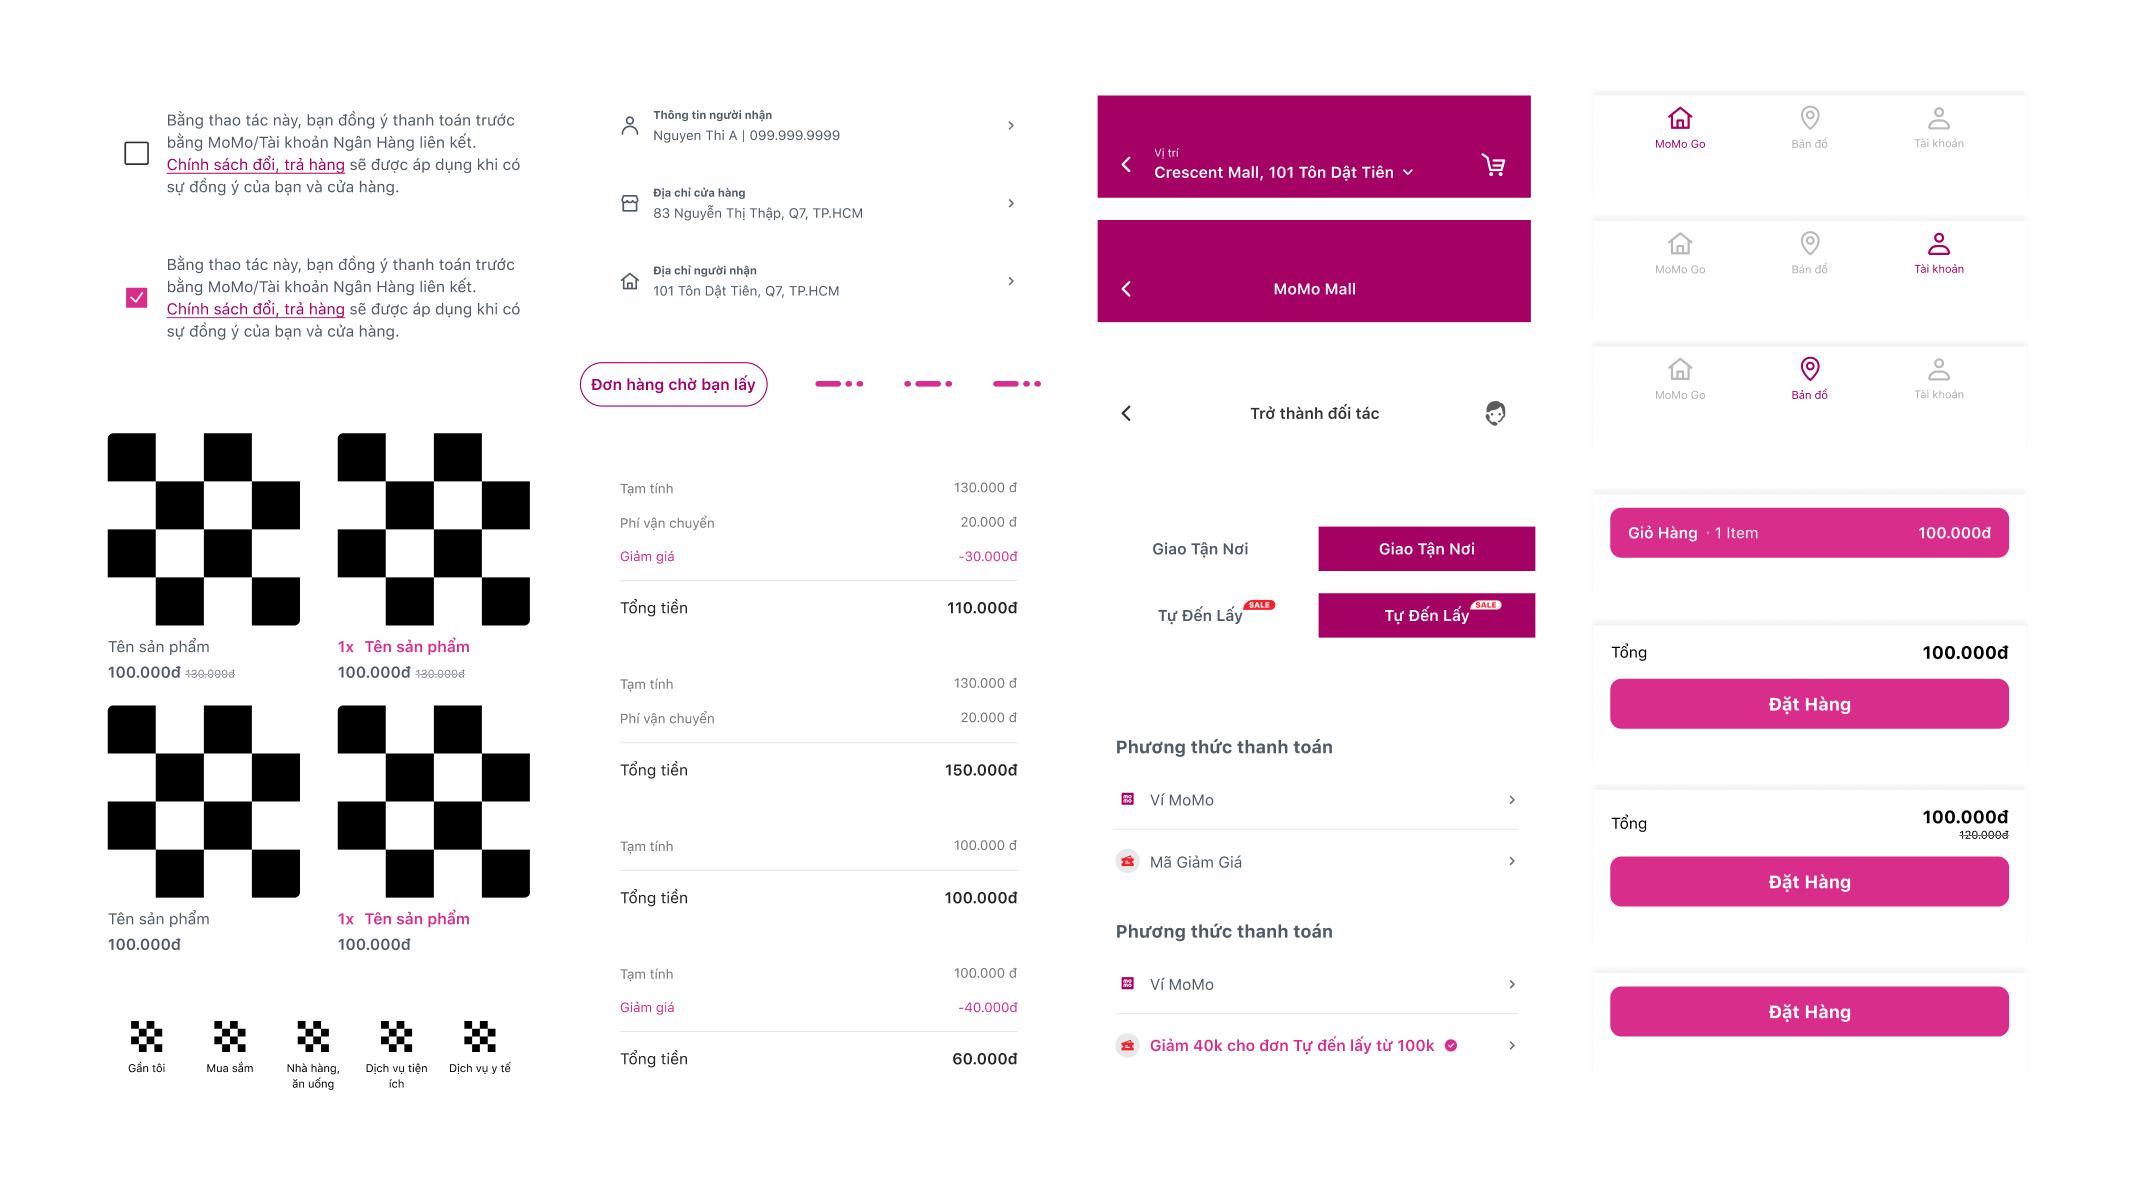 Bằng thao tác này, bạn đồng ý thanh toán trước
bằng MoMo/Tài khoản Ngân Hàng liên kết.
Chính sách đổi, trả hàng sẽ được áp dụng khi có
sự đồng ý của bạn và cửa hàng.
Bằng thao tác này, bạn đồng ý thanh toán trước
bằng MoMo/Tài khoản Ngân Hàng liên kết.
Chính sách đổi, trả hàng sẽ được áp dụng khi có
sự đồng ý của bạn và cửa hàng.
Tên sản phẩm
100.000đ 130.000đ
1x Tên sản phẩm
100.000đ 130.000đ
Tên sản phẩm
100.000đ
1x Tên sản phẩm
100.000đ
Gần tôi
Mua sắm
Nhà hàng,
ăn uống
Dịch vụ tiện
ích
Dịch vụ y tế
Thông tin người nhận
Nguyen Thi A | 099.999.9999
Địa chỉ cửa hàng
83 Nguyễn Thị Thập, Q7, TP.HCM
Địa chỉ người nhận
101 Tôn Dật Tiên, Q7, TP.HCM
Đơn hàng chờ bạn lấy
Tạm tính 130.000 đ
Phí vận chuyển 20.000 đ
Giảm giá -30.000đ
Tổng tiền 110.000đ
Tạm tính 130.000 đ
Phí vận chuyển 20.000 đ
Tổng tiền 150.000đ
Tạm tính 100.000 đ
Tổng tiền 100.000đ
Tạm tính 100.000 đ
Giảm giá -40.000đ
Tổng tiền 60.000đ
Vị trí
Crescent Mall, 101 Tôn Dật Tiên
MoMo Mall
Trở thành đối tác
Giao Tận Nơi
Giao Tận Nơi
Tự Đến Lấy SALE
Tự Đến Lấy SALE
Phương thức thanh toán
mo
mo
Ví MoMo
Mã Giảm Giá
Phương thức thanh toán
mo
mo
Ví MoMo
Giảm 40k cho đơn Tự đến lấy từ 100k
MoMo Go
Bản đồ
Tài khoản
MoMo Go
Bản đồ
Tài khoản
MoMo Go
Bản đồ
Tài khoản
Giỏ Hàng · 1 Item 100.000đ
Tổng 100.000đ
Đặt Hàng
Tổng 100.000đ
120.000đ
Đặt Hàng
Đặt Hàng